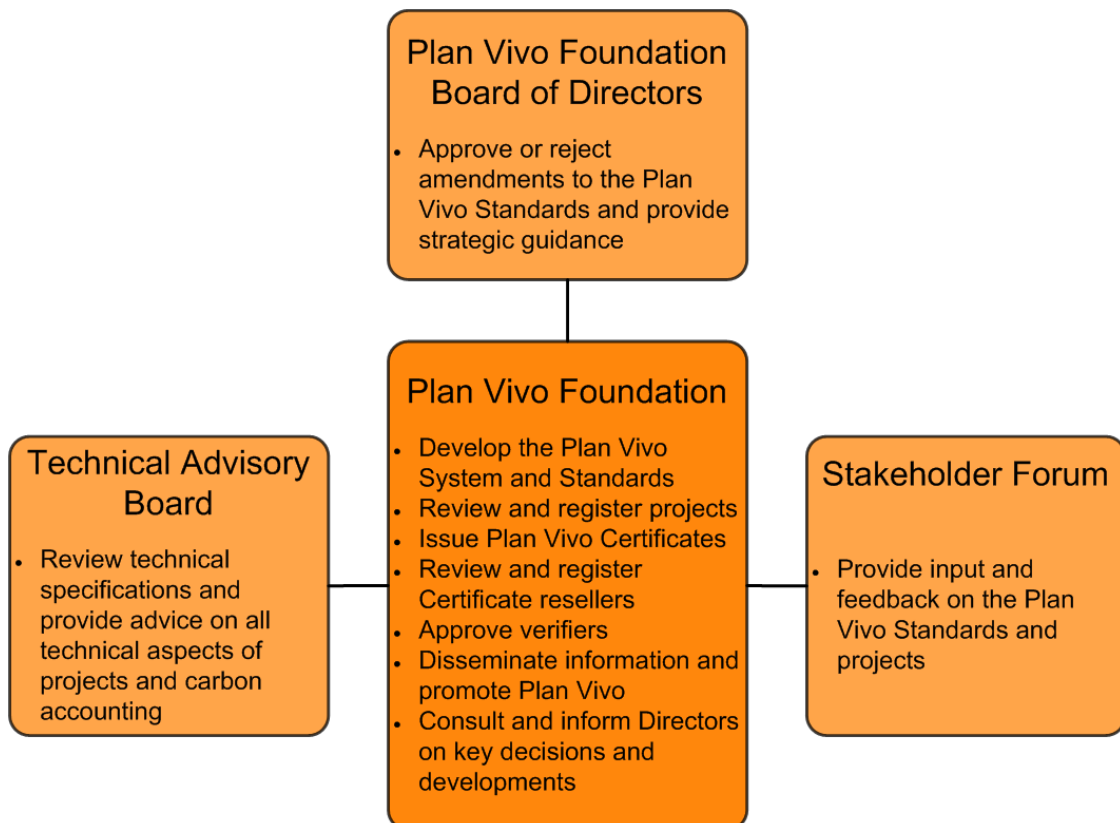 Plan Vivo Foundation
Board of Directors
• Approve or reject
amendments to the Plan
Vivo Standards and provide
strategic guidance
Plan Vivo Foundation
• Develop the Plan Vivo
System and Standards
• Review and register projects
• Issue Plan Vivo Certificates
• Review and register
Certificate resellers
• Approve verifiers
• Disseminate information and
promote Plan Vivo
• Consult and inform Directors
on key decisions and
developments
Technical Advisory
Board
• Review technical
specifications and
provide advice on all
technical aspects of
projects and carbon
accounting
Stakeholder Forum
• Provide input and
feedback on the Plan
Vivo Standards and
projects